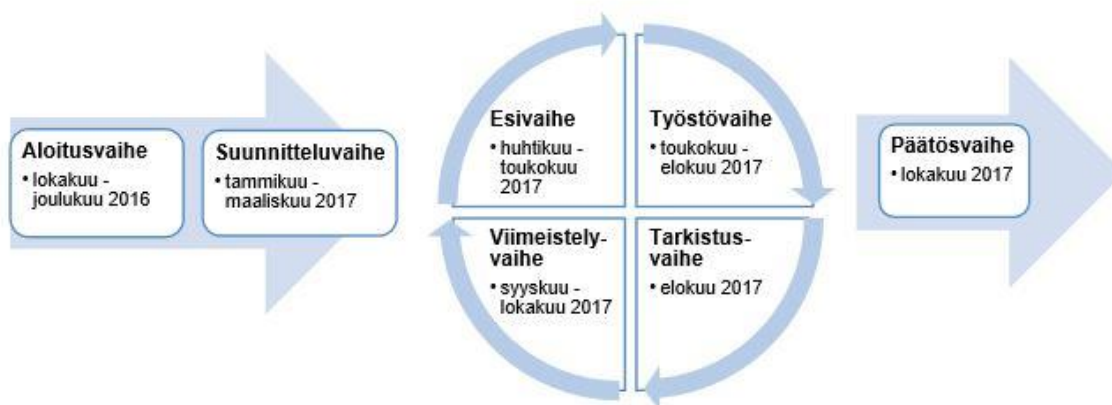 Aloitusvaihe
• lokakuu -
joulukuu 2016
Suunnitteluvaihe
• tammikuu -
maaliskuu 2017
Esivaihe
• huhtikuu -
toukokuu
2017
Työstövaihe
• toukokuu -
elokuu 2017
Viimeistely-
vaihe
• syyskuu -
lokakuu 2017
Tarkistus-
vaihe
• elokuu 2017
Päätösvaihe
• lokakuu 2017